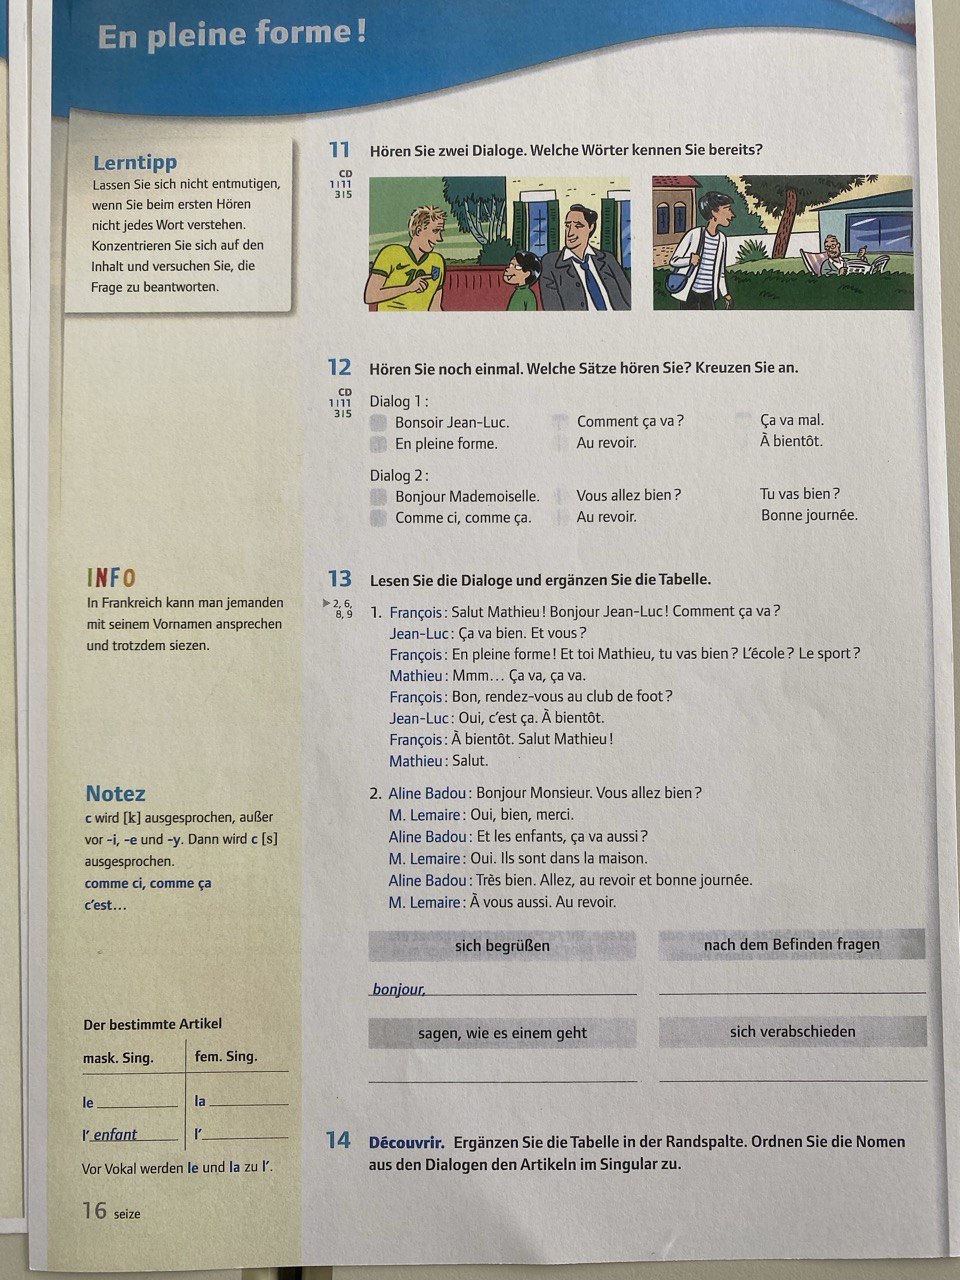 En pleine forme !
Lerntipp
Lassen Sie sich nicht entmutigen,
wenn Sie beim ersten Hören
nicht jedes Wort verstehen.
Konzentrieren Sie sich auf den
Inhalt und versuchen Sie, die
Frage zu beantworten.
11 Hören Sie zwei Dialoge. Welche Wörter kennen Sie bereits?
CD
1|11
3|5
12 Hören Sie noch einmal. Welche Sätze hören Sie? Kreuzen Sie an.
CD
1|11
3|5
Dialog 1 :
Bonsoir Jean-Luc. Comment ça va ? Ça va mal.
En pleine forme. Au revoir. À bientôt.
Dialog 2 :
Bonjour Mademoiselle. Vous allez bien ? Tu vas bien ?
Comme ci, comme ça. Au revoir. Bonne journée.
INFO
In Frankreich kann man jemanden
mit seinem Vornamen ansprechen
und trotzdem siezen.
13 Lesen Sie die Dialoge und ergänzen Sie die Tabelle.
▶ 2, 6,
8, 9
1. François : Salut Mathieu ! Bonjour Jean-Luc ! Comment ça va ?
Jean-Luc : Ça va bien. Et vous ?
François : En pleine forme ! Et toi Mathieu, tu vas bien ? L'école ? Le sport ?
Mathieu : Mmm… Ça va, ça va.
François : Bon, rendez-vous au club de foot ?
Jean-Luc : Oui, c'est ça. À bientôt.
François : À bientôt. Salut Mathieu !
Mathieu : Salut.
2. Aline Badou : Bonjour Monsieur. Vous allez bien ?
M. Lemaire : Oui, bien, merci.
Aline Badou : Et les enfants, ça va aussi ?
M. Lemaire : Oui. Ils sont dans la maison.
Aline Badou : Très bien. Allez, au revoir et bonne journée.
M. Lemaire : À vous aussi. Au revoir.
Notez
c wird [k] ausgesprochen, außer
vor -i, -e und -y. Dann wird c [s]
ausgesprochen.
comme ci, comme ça
c'est…
sich begrüßen nach dem Befinden fragen
bonjour,
sagen, wie es einem geht sich verabschieden
Der bestimmte Artikel
mask. Sing. fem. Sing.
le la
l' enfant l'
Vor Vokal werden le und la zu l'.
14 Découvrir. Ergänzen Sie die Tabelle in der Randspalte. Ordnen Sie die Nomen
aus den Dialogen den Artikeln im Singular zu.
16 seize